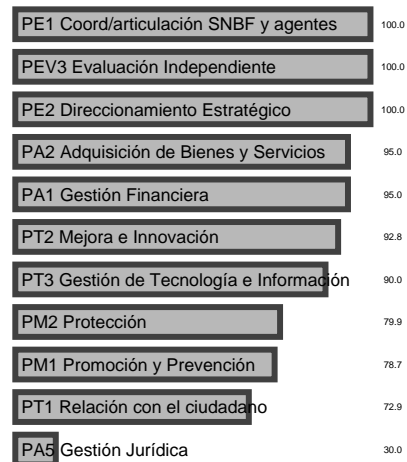 PE1 Coord/articulación SNBF y agentes 100.0
PEV3 Evaluación Independiente 100.0
PE2 Direccionamiento Estratégico 100.0
PA2 Adquisición de Bienes y Servicios 95.0
PA1 Gestión Financiera 95.0
PT2 Mejora e Innovación 92.8
PT3 Gestión de Tecnología e Información 90.0
PM2 Protección 79.9
PM1 Promoción y Prevención 78.7
PT1 Relación con el ciudadano 72.9
PA5 Gestión Jurídica 30.0